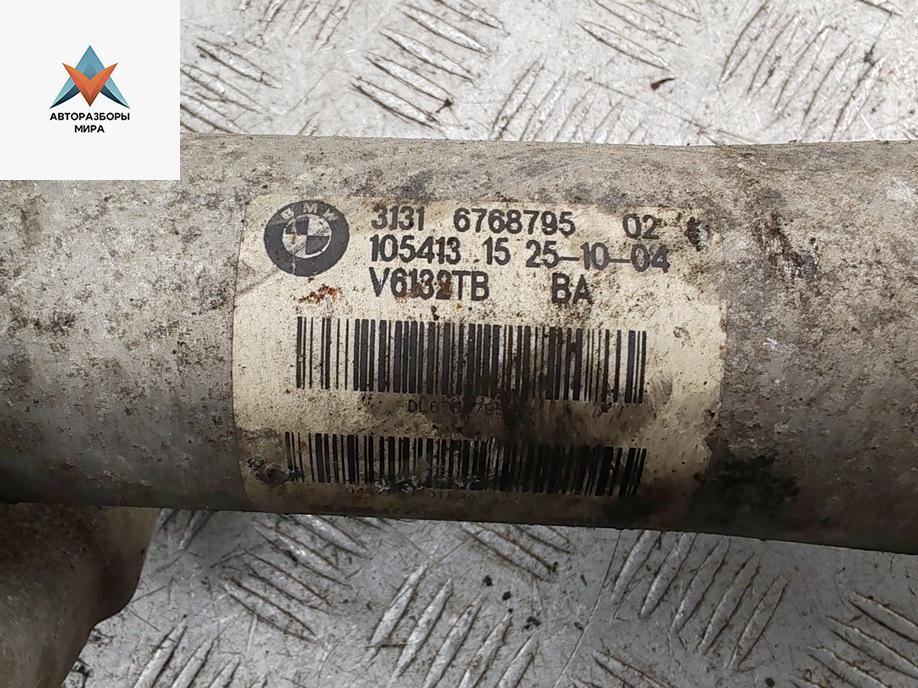 АВТОРАЗБОРЫ
МИРА
BMW
3131 6768795 02
105413 15 25-10-04
V6132TB BA